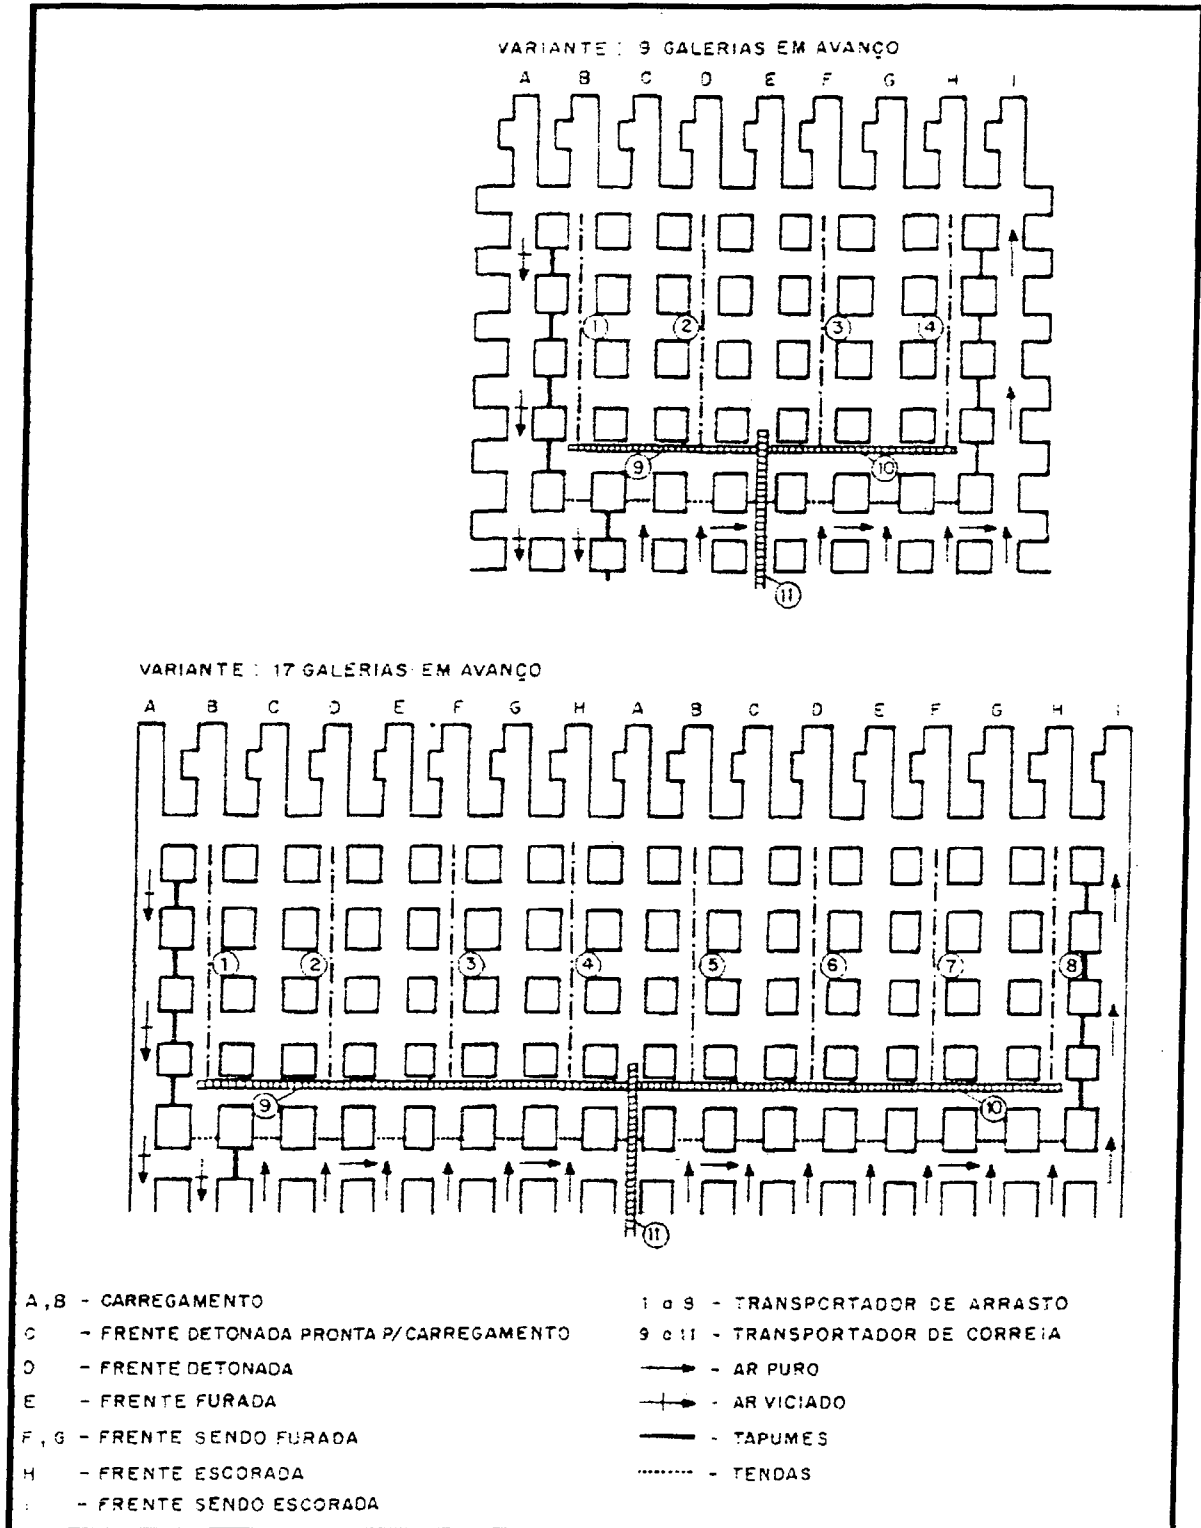 VARIANTE : 9 GALERIAS EM AVANÇO
A B C D E F G H I
1 2 3 4
9 10
11
VARIANTE : 17 GALERIAS EM AVANÇO
A B C D E F G H A B C D E F G H I
1 2 3 4 5 6 7 8
9 10
11
A,B - CARREGAMENTO
C - FRENTE DETONADA PRONTA P/CARREGAMENTO
D - FRENTE DETONADA
E - FRENTE FURADA
F,G - FRENTE SENDO FURADA
H - FRENTE ESCORADA
I - FRENTE SENDO ESCORADA
1 a 8 - TRANSPORTADOR DE ARRASTO
9 a 11 - TRANSPORTADOR DE CORREIA
- AR PURO
- AR VICIADO
- TAPUMES
- TENDAS